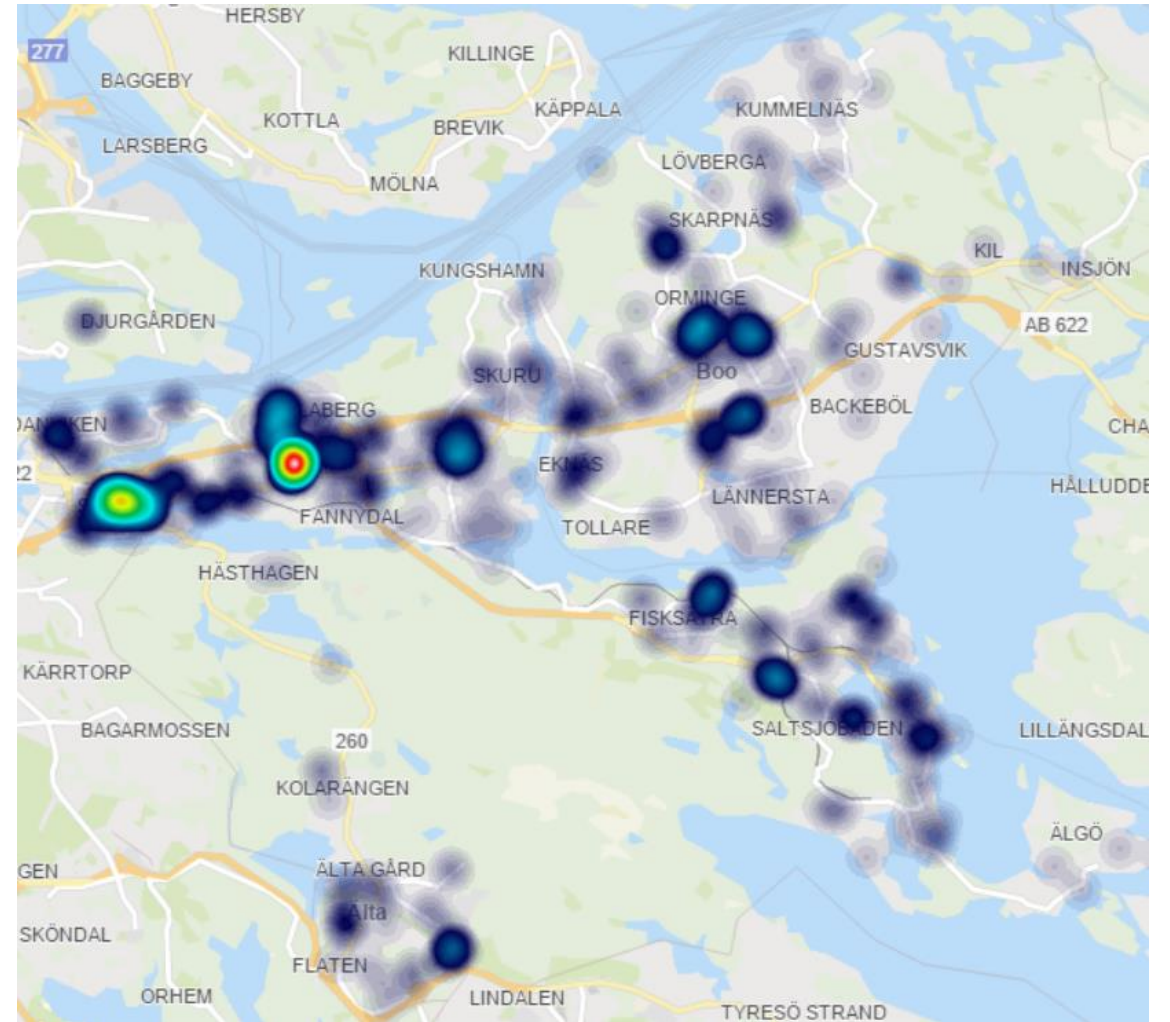 HERSBY
277
KILLINGE
BAGGEBY
KÄPPALA
KUMMELNÄS
KOTTLA
BREVIK
LARSBERG
LÖVBERGA
MÖLNA
SKARPNÄS
KIL
KUNGSHAMN
INSJÖN
ORMINGE
DJURGÅRDEN
AB 622
GUSTAVSVIK
SKURU
Boo
BACKEBÖL
LABERG
CHA
EKNÄS
HÅLLUDDE
LÄNNERSTA
FANNYDAL
TOLLARE
HÄSTHAGEN
FISKSÄTRA
KÄRRTORP
BAGARMOSSEN
SALTSJÖBADEN
LILLÄNGSDAL
260
KOLARÄNGEN
ÄLGÖ
GEN
ÄLTA GÅRD
Älta
SKÖNDAL
FLATEN
ORHEM
LINDALEN
TYRESÖ STRAND